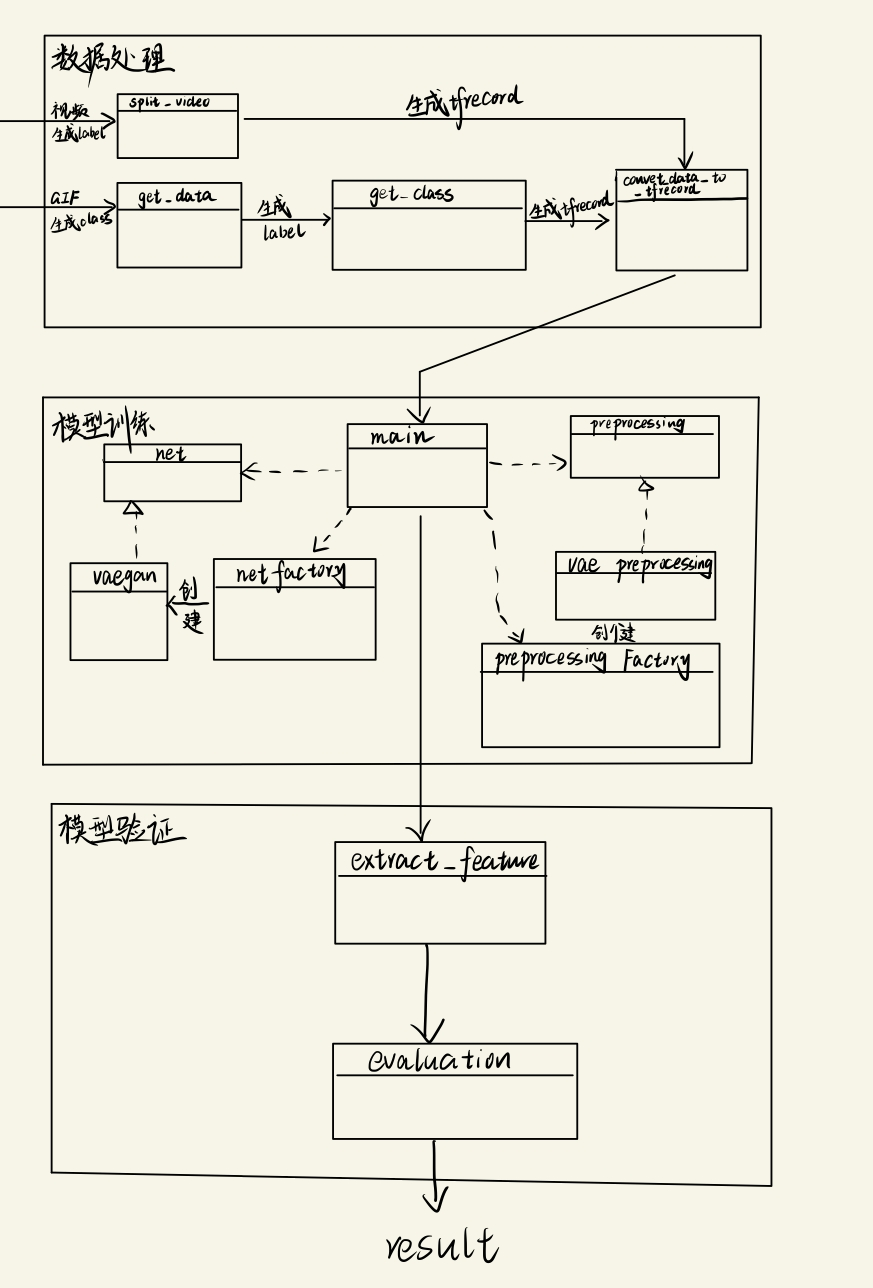 数据处理
视频
生成label
split_video
生成tfrecord
GIF
生成class
get_data
生成
label
get_class
生成tfrecord
convet_data_to
_tfrecord
模型训练
net
main
preprocessing
vaegan
创
建
netfactory
vae preprocessing
创建
preprocessing Factory
模型验证
extract_feature
evaluation
result